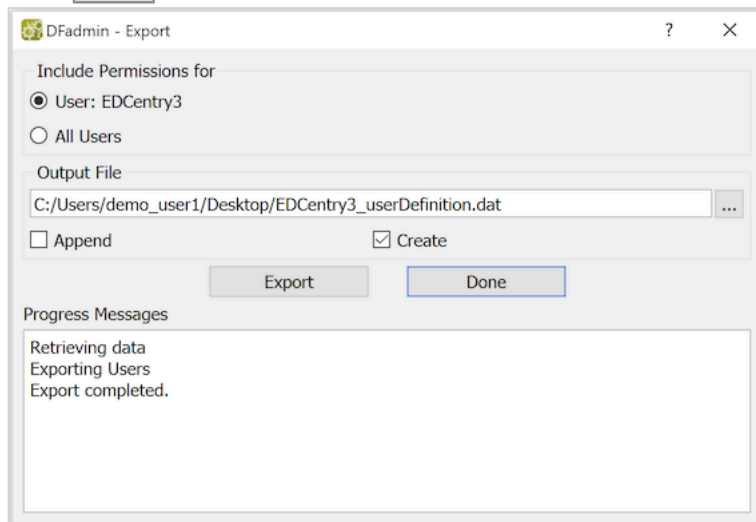 DFadmin - Export ?
Include Permissions for
User: EDCentry3
All Users
Output File
C:/Users/demo_user1/Desktop/EDCentry3_userDefinition.dat ...
Append Create
Export Done
Progress Messages
Retrieving data
Exporting Users
Export completed.